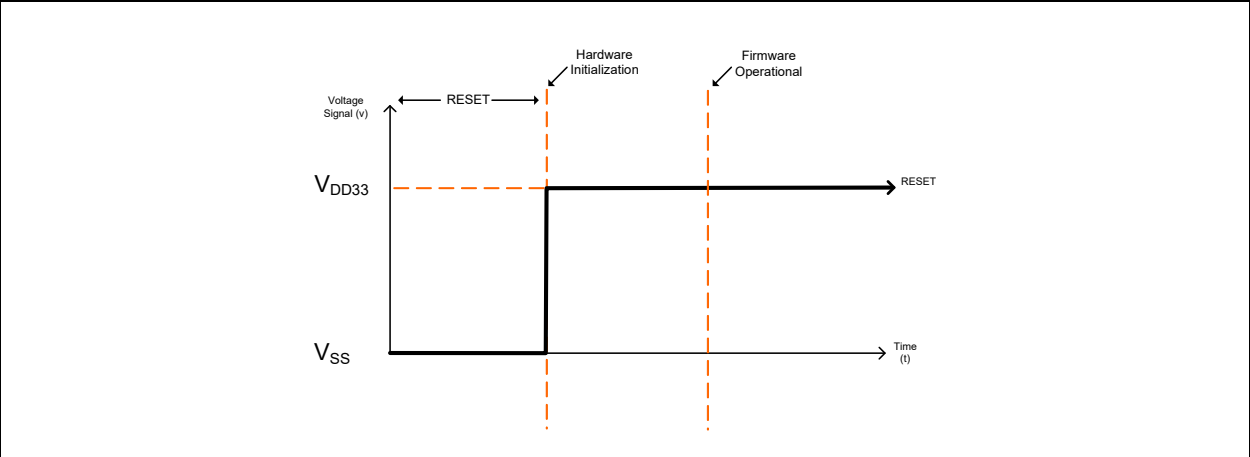 Hardware
Initialization
Firmware
Operational
Voltage
Signal (v)
RESET
VDD33
RESET
VSS
Time
(t)